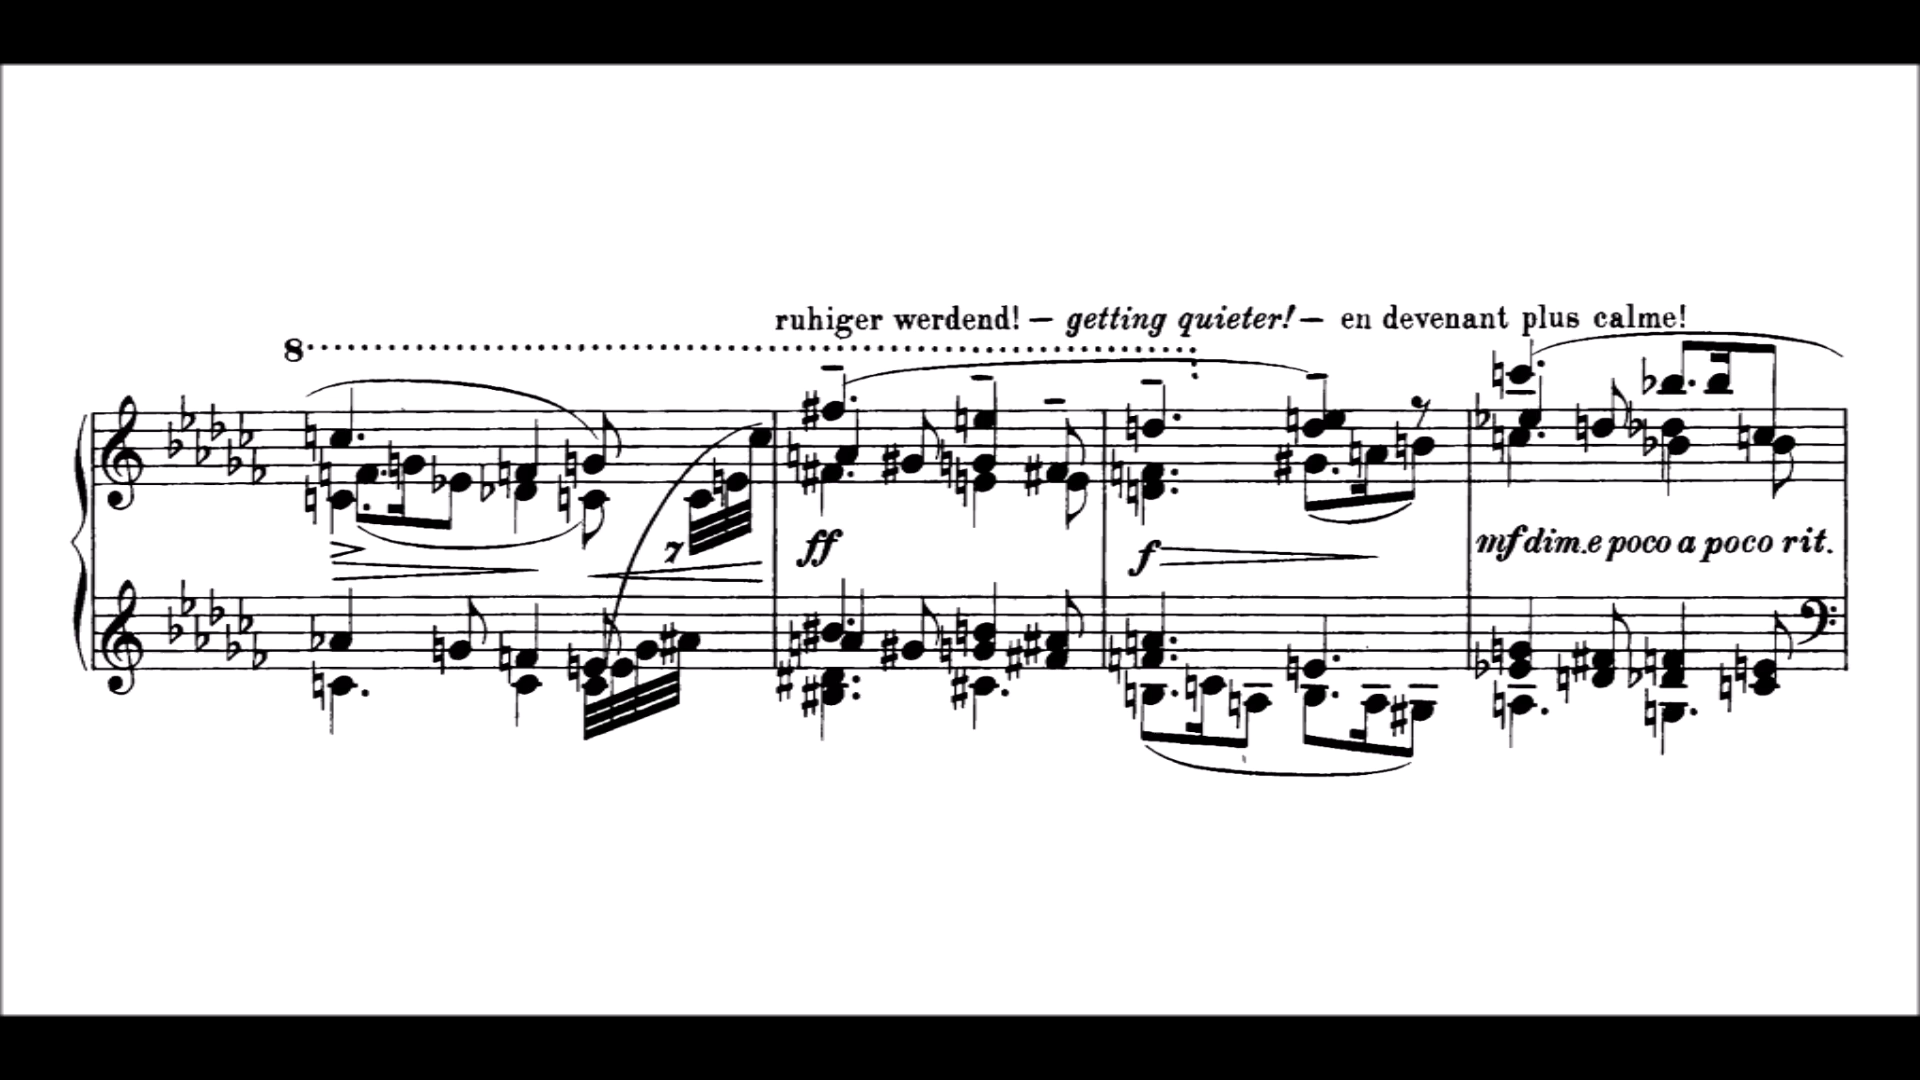 ruhiger werdend! — getting quieter! — en devenant plus calme!
8
7
ff
f
mf dim. e poco a poco rit.